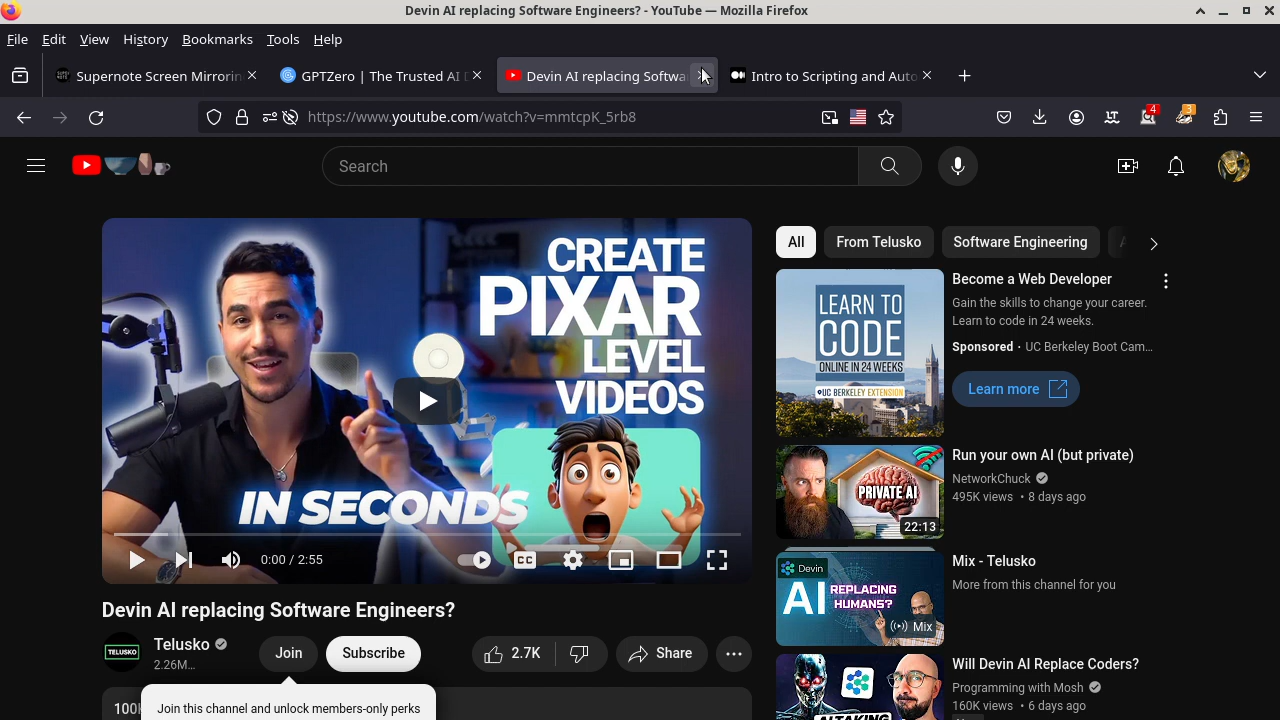 Devin AI replacing Software Engineers? - YouTube — Mozilla Firefox
File Edit View History Bookmarks Tools Help
Supernote Screen Mirrorin
GPTZero | The Trusted AI
Devin AI replacing Softwa
Intro to Scripting and Auto
https://www.youtube.com/watch?v=mmtcpK_5rb8
4
3
Search
CREATE
PIXAR
LEVEL
VIDEOS
IN SECONDS
0:00 / 2:55
CC
Devin AI replacing Software Engineers?
TELUSKO
Telusko
2.26M...
Join
Subscribe
2.7K
Share
Join this channel and unlock members-only perks
All
From Telusko
Software Engineering
LEARN TO
CODE
ONLINE IN 24 WEEKS
UC BERKELEY EXTENSION
Become a Web Developer
Gain the skills to change your career.
Learn to code in 24 weeks.
Sponsored · UC Berkeley Boot Cam...
Learn more
PRIVATE AI
22:13
Run your own AI (but private)
NetworkChuck
495K views • 8 days ago
Devin
AI REPLACING
HUMANS?
Mix
Mix - Telusko
More from this channel for you
Will Devin AI Replace Coders?
Programming with Mosh
160K views • 6 days ago